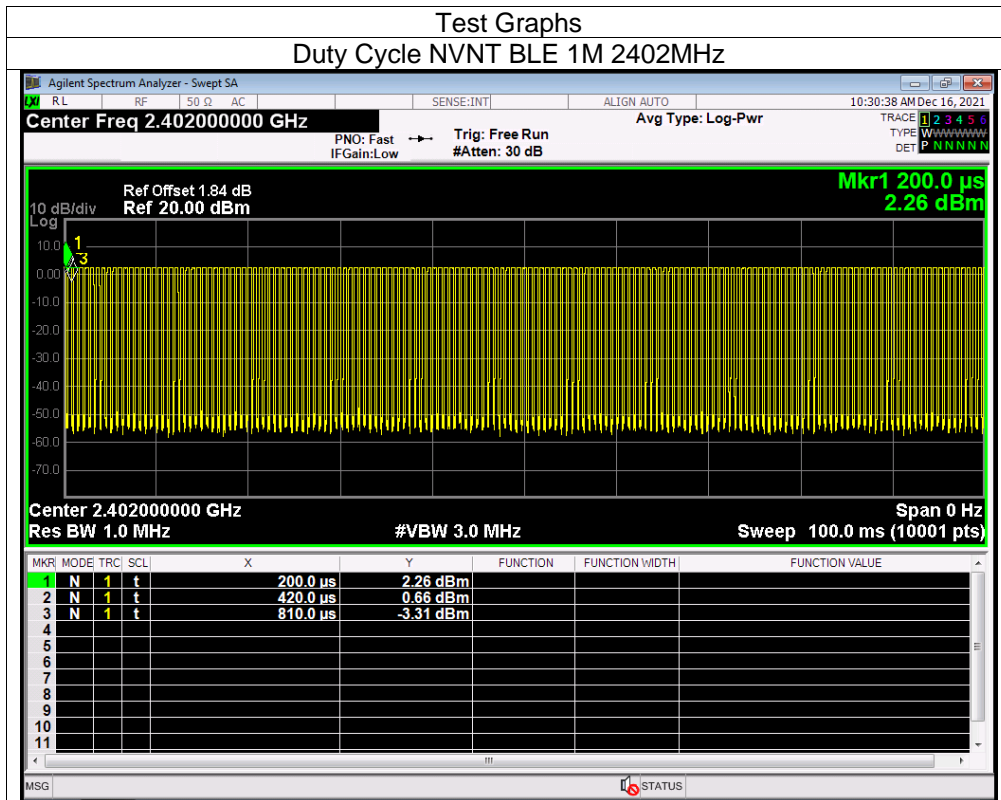 Test Graphs
Duty Cycle NVNT BLE 1M 2402MHz
Agilent Spectrum Analyzer - Swept SA
LXI RL RF 50 Ω AC SENSE:INT ALIGN AUTO 10:30:38 AM Dec 16, 2021
Center Freq 2.402000000 GHz
PNO: Fast
IFGain:Low
Trig: Free Run
#Atten: 30 dB
Avg Type: Log-Pwr
TRACE 1 2 3 4 5 6
TYPE WWWWWW
DET P N N N N N
Ref Offset 1.84 dB
10 dB/div Ref 20.00 dBm
Log
Mkr1 200.0 µs
2.26 dBm
10.0
0.00
-10.0
-20.0
-30.0
-40.0
-50.0
-60.0
-70.0
1
3
Center 2.402000000 GHz Span 0 Hz
Res BW 1.0 MHz #VBW 3.0 MHz Sweep 100.0 ms (10001 pts)
MKR MODE TRC SCL X Y FUNCTION FUNCTION WIDTH FUNCTION VALUE
1 N 1 t 200.0 µs 2.26 dBm
2 N 1 t 420.0 µs 0.66 dBm
3 N 1 t 810.0 µs -3.31 dBm
4
5
6
7
8
9
10
11
MSG STATUS